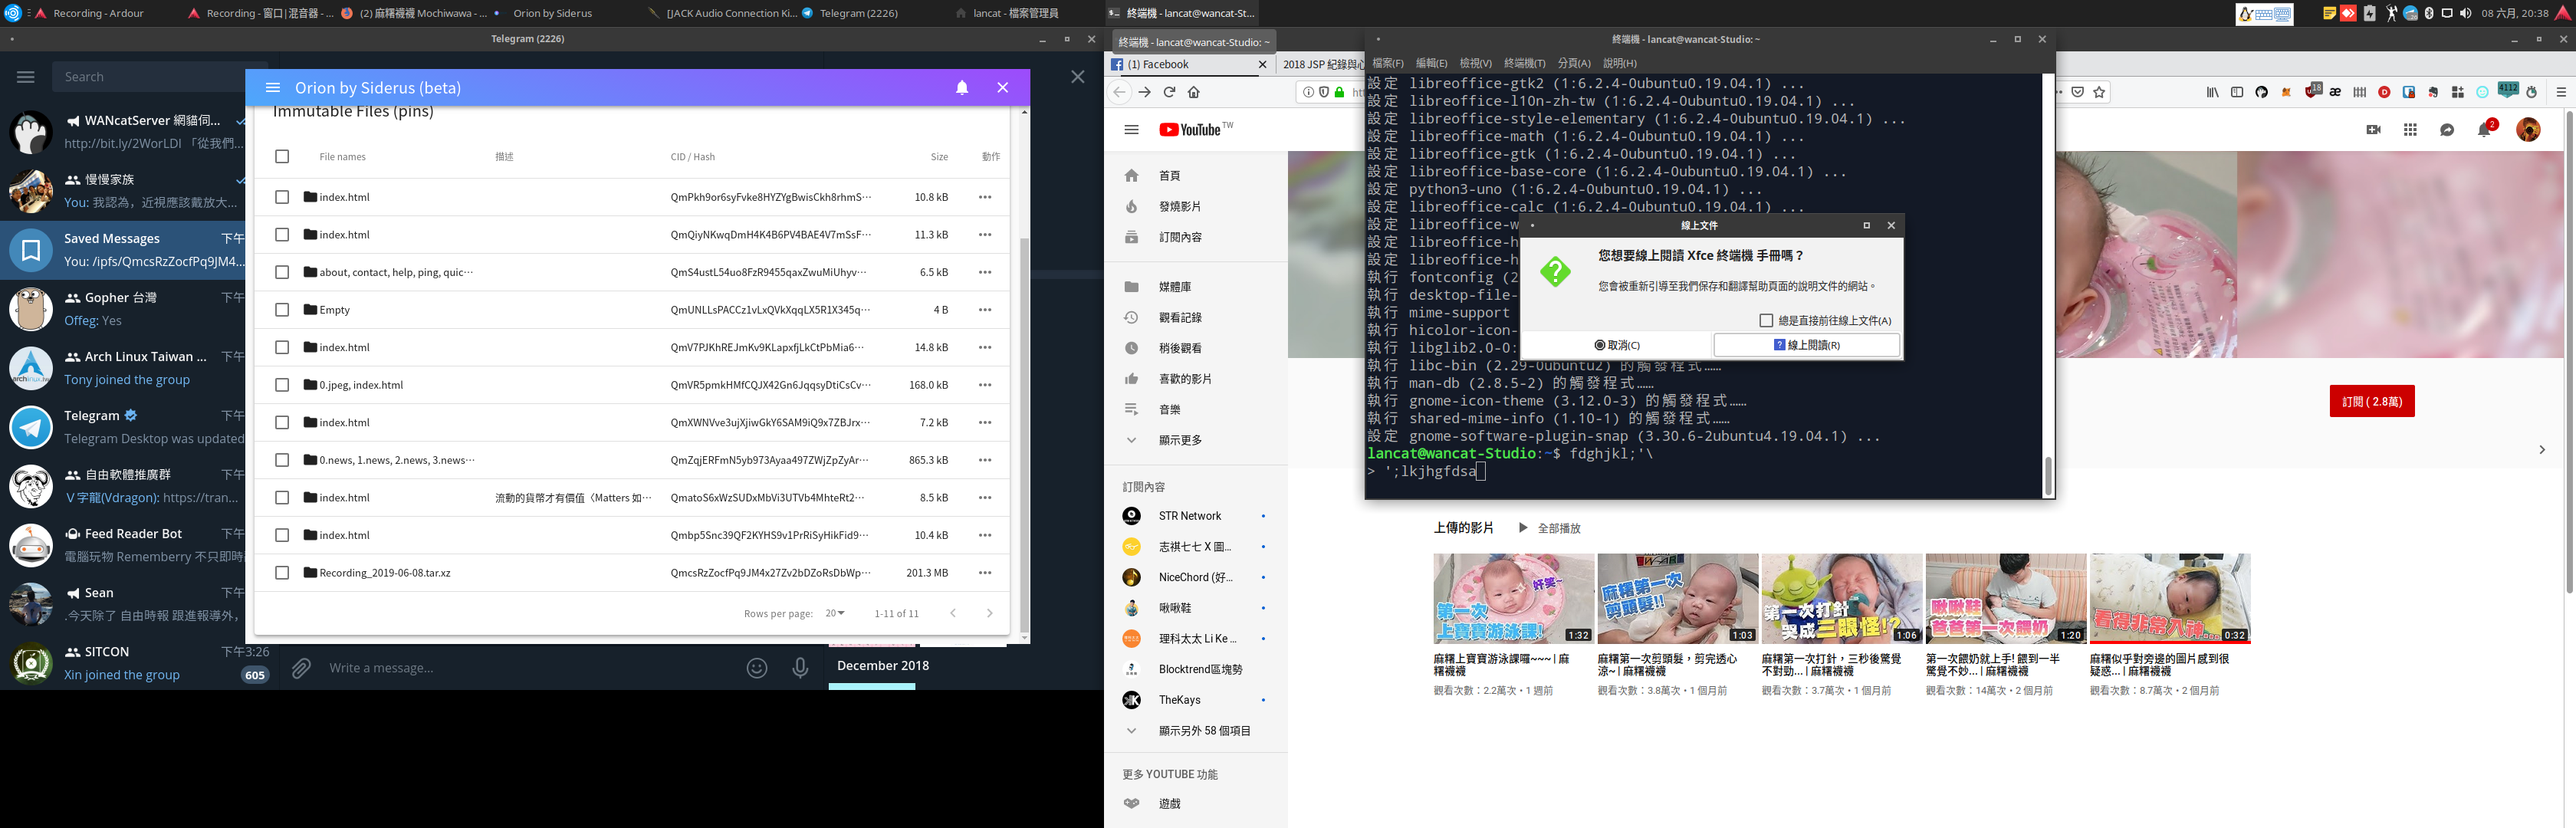 Recording - Ardour
Recording - 窗口|混音器 - ...
(2) 麻糬襪襪 Mochiwawa - ...
Orion by Siderus
[JACK Audio Connection Ki...
Telegram (2226)
lancat - 檔案管理員
終端機 - lancat@wancat-St...
08 六月, 20:38
Telegram (2226)
Search
WANcatServer 網貓伺...
http://bit.ly/2WorLDI 「從我們...
慢慢家族
You: 我認為，近視應該戴放大...
Saved Messages 下午
You: /ipfs/QmcsRzZocfPq9JM4...
Gopher 台灣 下午
Offeg: Yes
Arch Linux Taiwan ... 下午
Tony joined the group
Telegram 下午
Telegram Desktop was updated
自由軟體推廣群 下午
V字龍(Vdragon): https://tran...
Feed Reader Bot 下午
電腦玩物 Rememberry 不只即時
Sean 下午
.今天除了 自由時報 跟進報導外，
SITCON 下午3:26
Xin joined the group 605
Write a message...
December 2018
Orion by Siderus (beta)
Immutable Files (pins)
File names 描述 CID / Hash Size 動作
index.html QmPkh9or6syFvke8HYZYgBwisCkh8rhmS… 10.8 kB
index.html QmQiyNKwqDmH4K4B6PV4BAE4V7mSsF… 11.3 kB
about, contact, help, ping, quic… QmS4ustL54uo8FzR9455qaxZwuMiUhyv… 6.5 kB
Empty QmUNLLsPACCz1vLxQVkXqqLX5R1X345q… 4 B
index.html QmV7PJKhREJmKv9KLapxfjLkCtPbMia6… 14.8 kB
0.jpeg, index.html QmVR5pmkHMfCQJX42Gn6JqqsyDtiCsCv… 168.0 kB
index.html QmXWNVve3ujXjiwGkY6SAM9iQ9x7ZBJrx… 7.2 kB
0.news, 1.news, 2.news, 3.news… QmZqjERFmN5yb973Ayaa497ZWjZpZyAr… 865.3 kB
index.html 流動的貨幣才有價值〈Matters 如… QmatoS6xWzSUDxMbVi3UTVb4MhteRt2… 8.5 kB
index.html Qmbp5Snc39QF2KYHS9v1PrRiSyHikFid9… 10.4 kB
Recording_2019-06-08.tar.xz QmcsRzZocfPq9JM4x27Zv2bDZoRsDbWp… 201.3 MB
Rows per page: 20 1-11 of 11
終端機 - lancat@wancat-Studio: ~
(1) Facebook
2018 JSP 紀錄與心
18
4112
YouTube TW
2
首頁
發燒影片
訂閱內容
媒體庫
觀看記錄
稍後觀看
喜歡的影片
音樂
顯示更多
訂閱內容
STR Network
志祺七七 X 圖...
NiceChord (好...
啾啾鞋
理科太太 Li Ke ...
Blocktrend區塊勢
TheKays
顯示另外 58 個項目
更多 YOUTUBE 功能
遊戲
終端機 - lancat@wancat-Studio: ~
檔案(F) 編輯(E) 檢視(V) 終端機(T) 分頁(A) 說明(H)
設定 libreoffice-gtk2 (1:6.2.4-0ubuntu0.19.04.1) ...
設定 libreoffice-l10n-zh-tw (1:6.2.4-0ubuntu0.19.04.1) ...
設定 libreoffice-style-elementary (1:6.2.4-0ubuntu0.19.04.1) ...
設定 libreoffice-math (1:6.2.4-0ubuntu0.19.04.1) ...
設定 libreoffice-gtk (1:6.2.4-0ubuntu0.19.04.1) ...
設定 libreoffice-base-core (1:6.2.4-0ubuntu0.19.04.1) ...
設定 python3-uno (1:6.2.4-0ubuntu0.19.04.1) ...
設定 libreoffice-calc (1:6.2.4-0ubuntu0.19.04.1) ...
設定 libreoffice-w
設定 libreoffice-h
設定 libreoffice-h
執行 fontconfig (2
執行 desktop-file-
執行 mime-support
執行 hicolor-icon-
執行 libglib2.0-0:
執行 libc-bin (2.29-0ubuntu2) 的觸發程式……
執行 man-db (2.8.5-2) 的觸發程式……
執行 gnome-icon-theme (3.12.0-3) 的觸發程式……
執行 shared-mime-info (1.10-1) 的觸發程式……
設定 gnome-software-plugin-snap (3.30.6-2ubuntu4.19.04.1) ...
lancat@wancat-Studio:~$ fdghjkl;'\
> ';lkjhgfdsa
線上文件
您想要線上閱讀 Xfce 終端機 手冊嗎？
您會被重新引導至我們保存和翻譯幫助頁面的說明文件的網站。
總是直接前往線上文件(A)
取消(C)
線上閱讀(R)
訂閱 ( 2.8萬)
上傳的影片 全部播放
好笑~
第一次
上寶寶游泳課!
1:32
麻糬第一次
剪頭髮!!
1:03
第一次打針
哭成三眼怪!?
1:06
啾啾鞋
爸爸第一次餵奶
1:20
看得非常入神
0:32
麻糬上寶寶游泳課囉~~~ | 麻
糬襪襪
觀看次數：2.2萬次 • 1 週前
麻糬第一次剪頭髮，剪完透心
涼~ | 麻糬襪襪
觀看次數：3.8萬次 • 1 個月前
麻糬第一次打針，三秒後驚覺
不對勁... | 麻糬襪襪
觀看次數：3.7萬次 • 1 個月前
第一次餵奶就上手! 餵到一半
驚覺不妙... | 麻糬襪襪
觀看次數：14萬次 • 2 個月前
麻糬似乎對旁邊的圖片感到很
疑惑... | 麻糬襪襪
觀看次數：8.7萬次 • 2 個月前